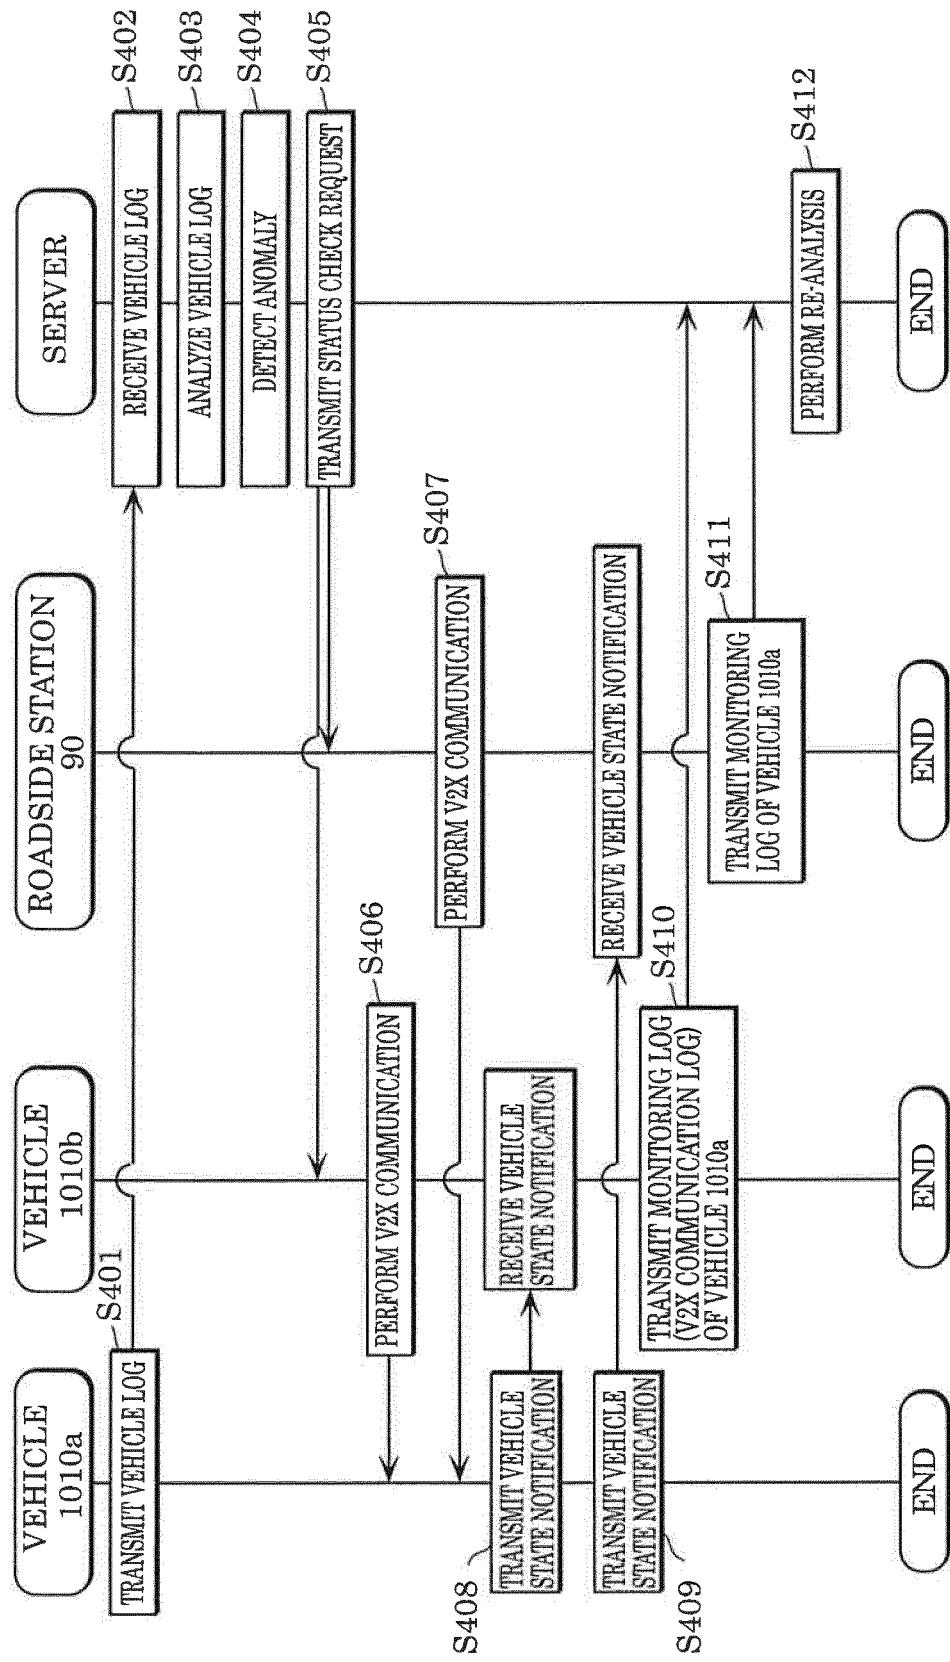 VEHICLE
1010a
VEHICLE
1010b
ROADSIDE STATION
90
SERVER
S401
TRANSMIT VEHICLE LOG
RECEIVE VEHICLE LOG
S402
ANALYZE VEHICLE LOG
S403
DETECT ANOMALY
S404
TRANSMIT STATUS CHECK REQUEST
S405
PERFORM V2X COMMUNICATION
S406
PERFORM V2X COMMUNICATION
S407
S408
TRANSMIT VEHICLE
STATE NOTIFICATION
RECEIVE VEHICLE
STATE NOTIFICATION
TRANSMIT VEHICLE
STATE NOTIFICATION
S409
RECEIVE VEHICLE STATE NOTIFICATION
TRANSMIT MONITORING LOG
(V2X COMMUNICATION LOG)
OF VEHICLE 1010a
S410
TRANSMIT MONITORING
LOG OF VEHICLE 1010a
S411
PERFORM RE-ANALYSIS
S412
END
END
END
END